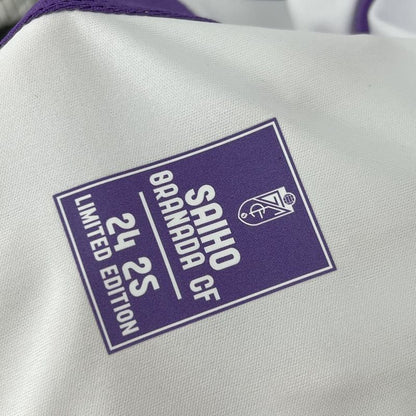 SAIHO
GRANADA CF
24 25
LIMITED EDITION